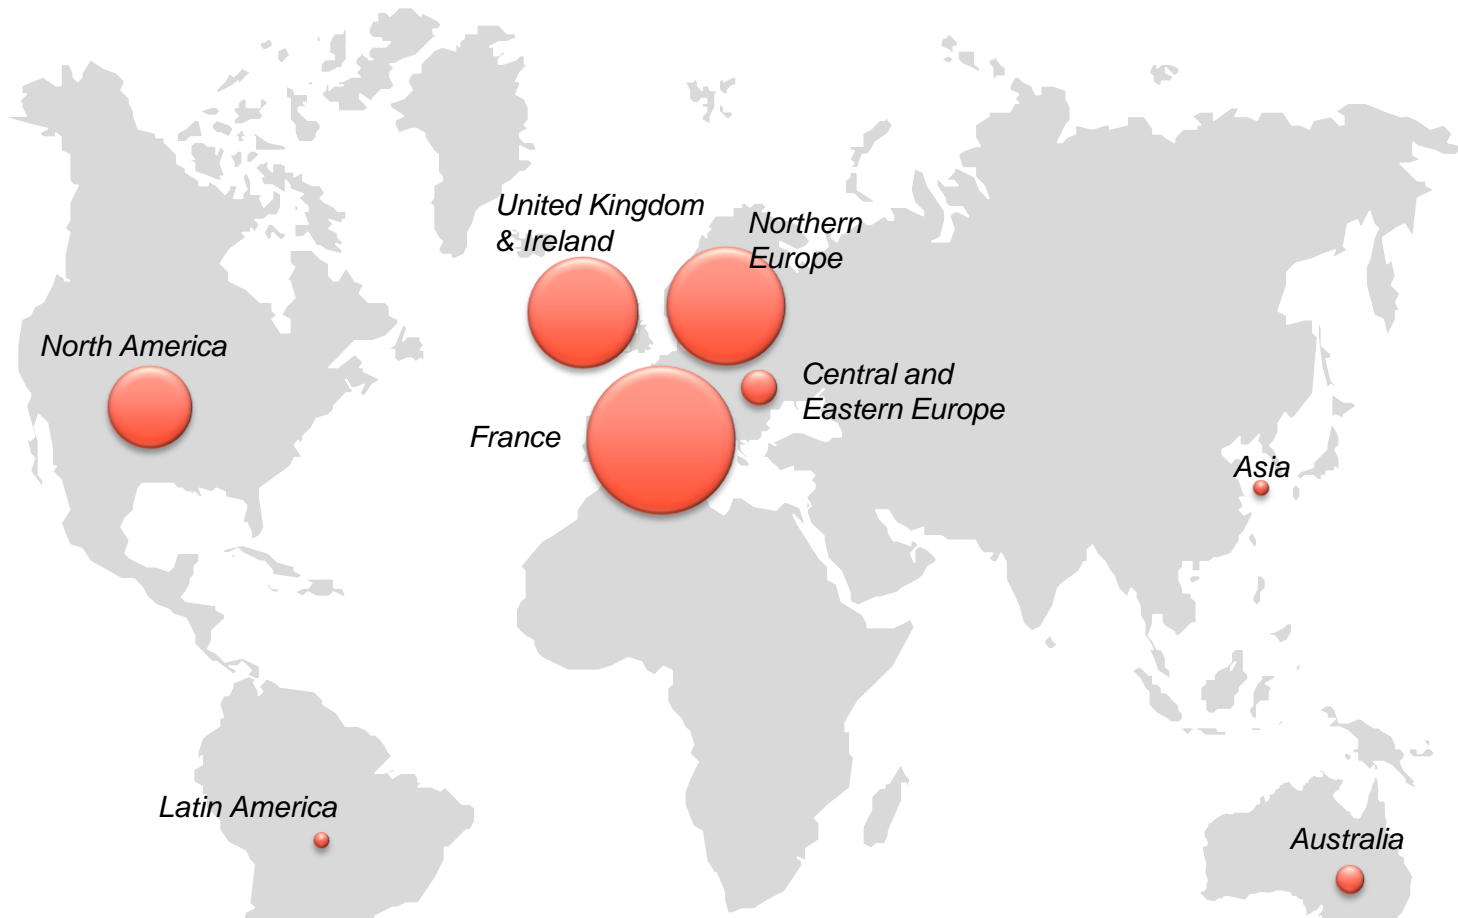 United Kingdom
& Ireland
Northern
Europe
North America
Central and
Eastern Europe
France
Asia
Latin America
Australia